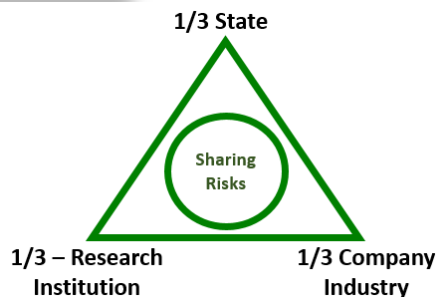 1/3 State
Sharing
Risks
1/3 – Research
Institution
1/3 Company
Industry